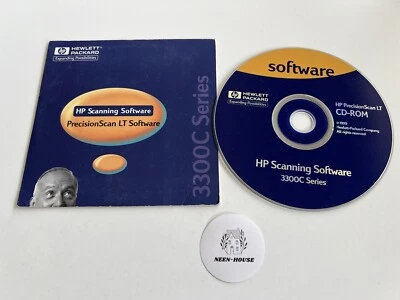 HEWLETT
PACKARD
Expanding Possibilities
HP Scanning Software
PrecisionScan LT Software
3300C Series
software
HEWLETT
PACKARD
Expanding Possibilities
HP PrecisionScan LT
CD-ROM
Hewlett-Packard Company
All rights reserved
HP Scanning Software
3300C Series
NEEN-HOUSE